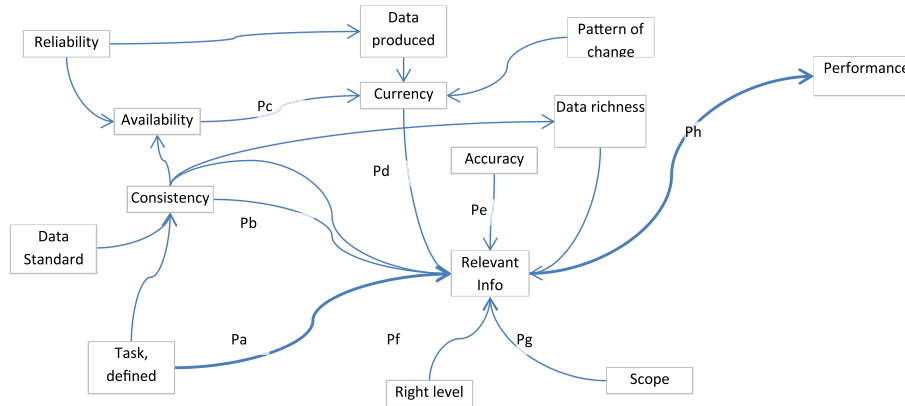 Data
produced
Reliability
Pattern of
change
Performance
Pc
Currency
Data richness
Availability
Ph
Accuracy
Pd
Consistency
Pe
Pb
Data
Standard
Relevant
Info
Pa
Pf
Pg
Task,
defined
Right level
Scope